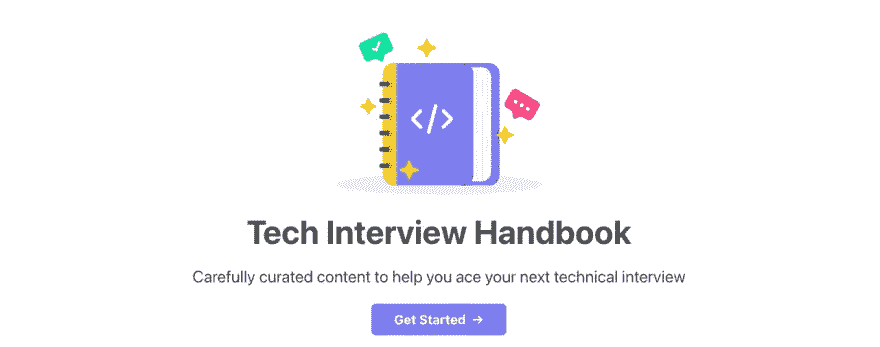 </>
Tech Interview Handbook
Carefully curated content to help you ace your next technical interview
Get Started →